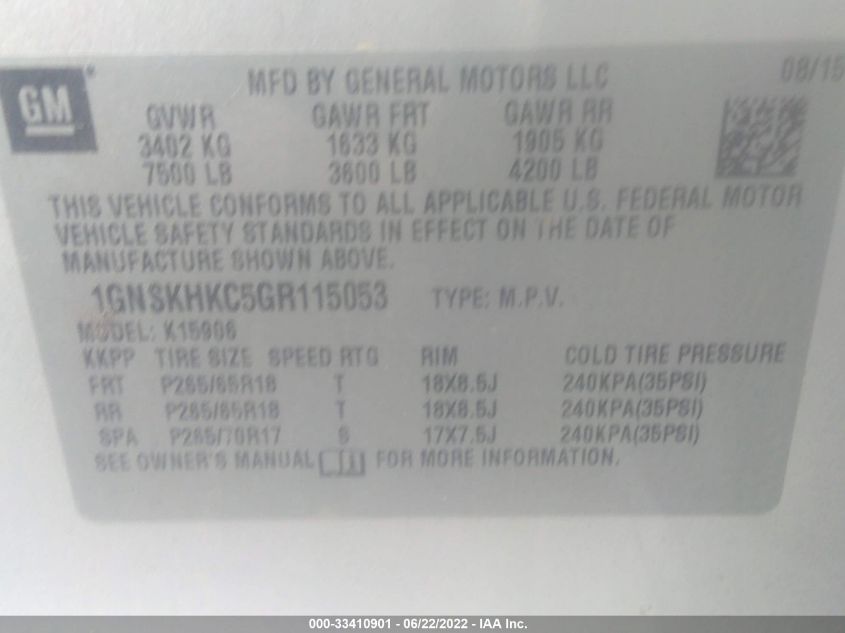 GM
MFD BY GENERAL MOTORS LLC
08/15
GVWR GAWR FRT GAWR RR
3402 KG 1633 KG 1905 KG
7500 LB 3600 LB 4200 LB
THIS VEHICLE CONFORMS TO ALL APPLICABLE U.S. FEDERAL MOTOR
VEHICLE SAFETY STANDARDS IN EFFECT ON THE DATE OF
MANUFACTURE SHOWN ABOVE.
1GNSKHKC5GR115053 TYPE: M.P.V.
MODEL: K15906
KKPP TIRE SIZE SPEED RTG RIM COLD TIRE PRESSURE
FRT P265/65R18 T 18X8.5J 240KPA(35PSI)
RR P265/65R18 T 18X8.5J 240KPA(35PSI)
SPA P265/70R17 S 17X7.5J 240KPA(35PSI)
SEE OWNER'S MANUAL FOR MORE INFORMATION.
000-33410901 - 06/22/2022 - IAA Inc.